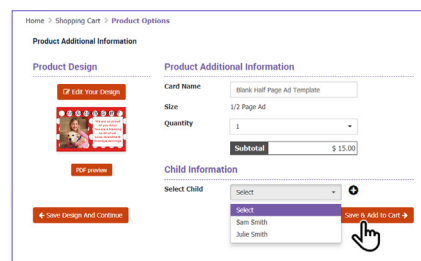 Home > Shopping Cart > Product Options
Product Additional Information
Product Design
Product Additional Information
Edit Your Design
Card Name
Blank Half Page Ad Template
Size
1/2 Page Ad
Quantity
1
Subtotal
$ 15.00
PDF preview
Child Information
Select Child
Select
Select
Sam Smith
Julie Smith
Save Design And Continue
Save & Add to Cart